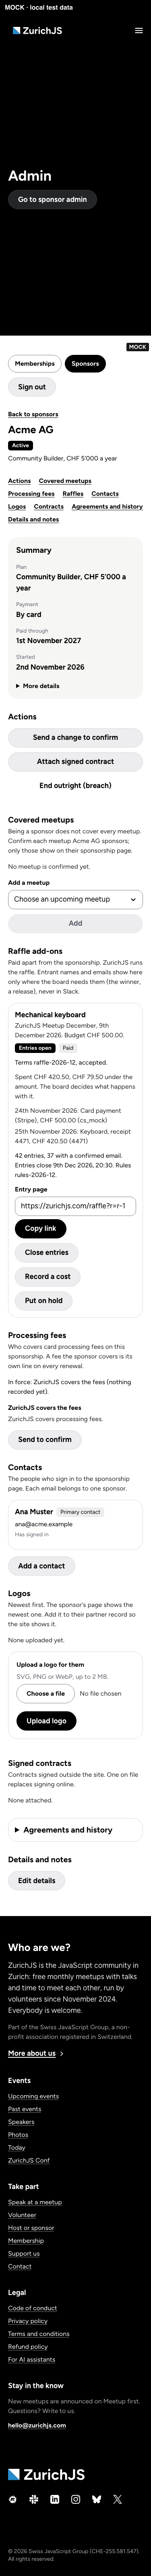 MOCK · local test data
ZurichJS
Admin
Go to sponsor admin
MOCK
Memberships
Sponsors
Sign out
Back to sponsors
Acme AG
Active
Community Builder, CHF 5'000 a year
Actions Covered meetups
Processing fees Raffles Contacts
Logos Contracts Agreements and history
Details and notes
Summary
Plan
Community Builder, CHF 5'000 a
year
Payment
By card
Paid through
1st November 2027
Started
2nd November 2026
More details
Actions
Send a change to confirm
Attach signed contract
End outright (breach)
Covered meetups
Being a sponsor does not cover every meetup.
Confirm each meetup Acme AG sponsors;
only those show on their sponsorship page.
No meetup is confirmed yet.
Add a meetup
Choose an upcoming meetup
Add
Raffle add-ons
Paid apart from the sponsorship. ZurichJS runs
the raffle. Entrant names and emails show here
only while the board needs them (the winner,
a release), never in Slack.
Mechanical keyboard
ZurichJS Meetup December, 9th
December 2026. Budget CHF 500.00.
Entries open
Paid
Terms raffle-2026-12, accepted.
Spent CHF 420.50, CHF 79.50 under the
amount. The board decides what happens
with it.
24th November 2026: Card payment
(Stripe), CHF 500.00 (cs_mock)
25th November 2026: Keyboard, receipt
4471, CHF 420.50 (4471)
42 entries, 37 with a confirmed email.
Entries close 9th Dec 2026, 20:30. Rules
rules-2026-12.
Entry page
https://zurichjs.com/raffle?r=r-1
Copy link
Close entries
Record a cost
Put on hold
Processing fees
Who covers card processing fees on this
sponsorship. A fee the sponsor covers is its
own line on every renewal.
In force: ZurichJS covers the fees (nothing
recorded yet).
ZurichJS covers the fees
ZurichJS covers processing fees.
Send to confirm
Contacts
The people who sign in to the sponsorship
page. Each email belongs to one sponsor.
Ana Muster
Primary contact
ana@acme.example
Has signed in
Add a contact
Logos
Newest first. The sponsor's page shows the
newest one. Add it to their partner record so
the site shows it.
None uploaded yet.
Upload a logo for them
SVG, PNG or WebP, up to 2 MB.
Choose a file
No file chosen
Upload logo
Signed contracts
Contracts signed outside the site. One on file
replaces signing online.
None attached.
Agreements and history
Details and notes
Edit details
Who are we?
ZurichJS is the JavaScript community in
Zurich: free monthly meetups with talks
and time to meet each other, run by
volunteers since November 2024.
Everybody is welcome.
Part of the Swiss JavaScript Group, a non-
profit association registered in Switzerland.
More about us
Events
Upcoming events
Past events
Speakers
Photos
Today
ZurichJS Conf
Take part
Speak at a meetup
Volunteer
Host or sponsor
Membership
Support us
Contact
Legal
Code of conduct
Privacy policy
Terms and conditions
Refund policy
For AI assistants
Stay in the know
New meetups are announced on Meetup first.
Questions? Write to us.
hello@zurichjs.com
ZurichJS
© 2026 Swiss JavaScript Group (CHE-255.581.547).
All rights reserved.